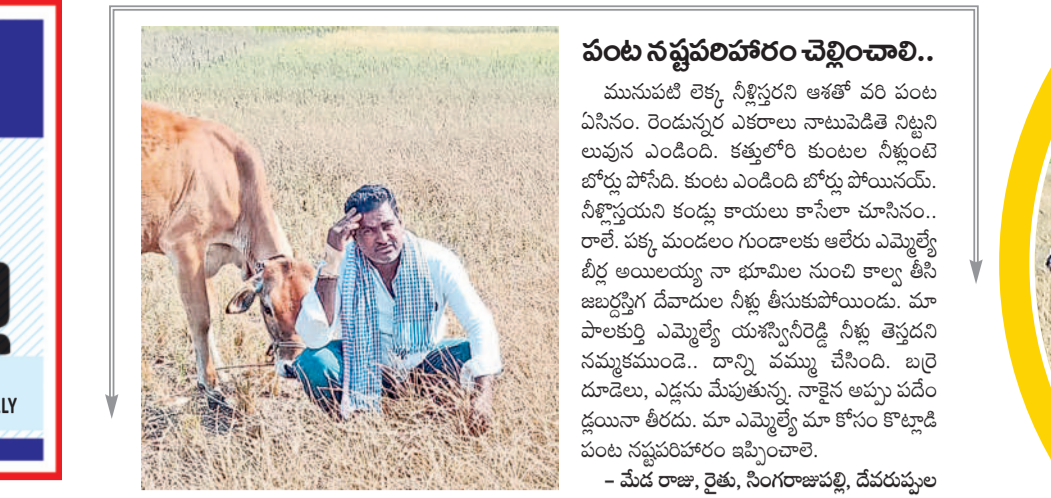 LY
పంట నష్టపరిహారం చెల్లించాలి..
మునుపటి లెక్క నీళ్లిస్తరని ఆశతో వరి పంట
ఏసినం. రెండున్నర ఎకరాలు నాటుపెడితె నిట్టని
లువున ఎండింది. కత్తులోరి కుంటల నీళ్లుంటె
బోర్లు పోసేది. కుంట ఎండింది బోర్లు పోయినయ్.
నీళ్లొస్తయని కండ్లు కాయలు కాసేలా చూసినం..
రాలే. పక్క మండలం గుండాలకు ఆలేరు ఎమ్మెల్యే
బీర్ల అయిలయ్య నా భూమిల నుంచి కాల్వ తీసి
జబర్దస్తిగ దేవాదుల నీళ్లు తీసుకుపోయిండు. మా
పాలకుర్తి ఎమ్మెల్యే యశస్వినీరెడ్డి నీళ్లు తెస్తదని
నమ్మకముండె.. దాన్ని వమ్ము చేసింది. బర్రె
దూడెలు, ఎడ్లను మేపుతున్న. నాకైన అప్పు పదేం
డ్లయినా తీరదు. మా ఎమ్మెల్యే మా కోసం కొట్లాడి
పంట నష్టపరిహారం ఇప్పించాలె.
– మేడ రాజు, రైతు, సింగరాజుపల్లి, దేవరుప్పుల